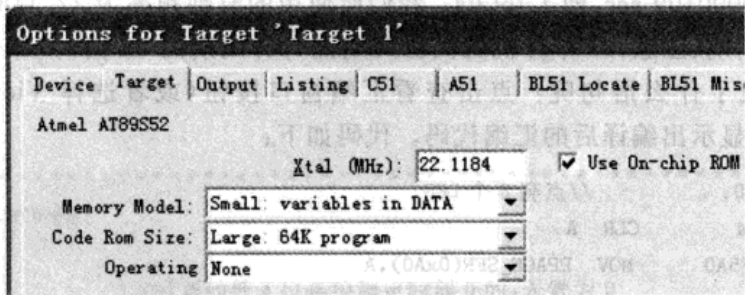 Options for Target 'Target 1'
Device Target Output Listing C51 A51 BL51 Locate BL51 Misc
Atmel AT89S52
Xtal (MHz): 22.1184 Use On-chip ROM
Memory Model: Small: variables in DATA
Code Rom Size: Large: 64K program
Operating None